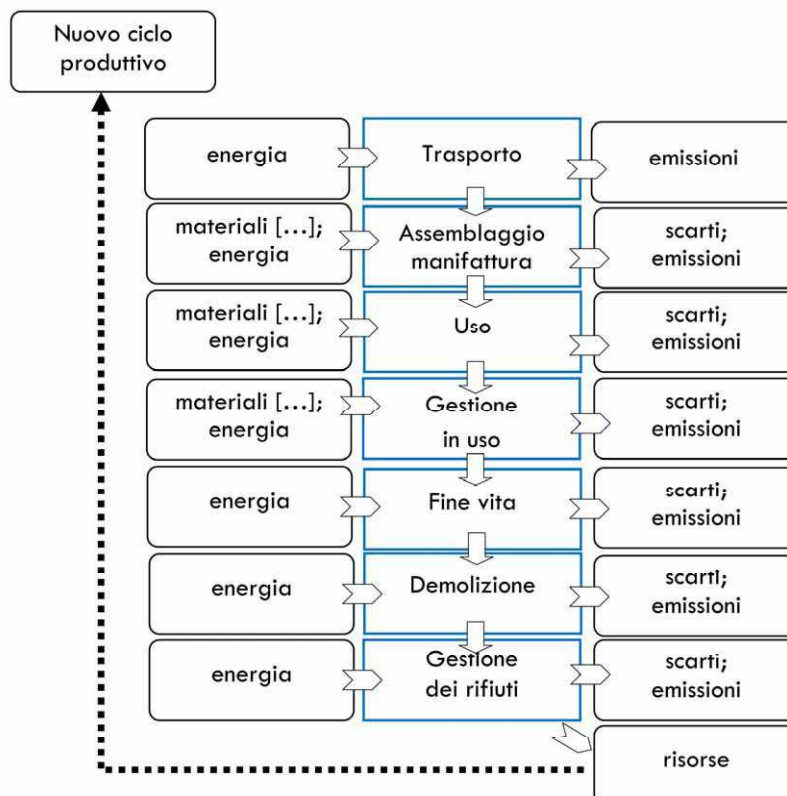 Nuovo ciclo
produttivo
energia
Trasporto
emissioni
materiali [...];
energia
Assemblaggio
manifattura
scarti;
emissioni
materiali [...];
energia
Uso
scarti;
emissioni
materiali [...];
energia
Gestione
in uso
scarti;
emissioni
energia
Fine vita
scarti;
emissioni
energia
Demolizione
scarti;
emissioni
energia
Gestione
dei rifiuti
scarti;
emissioni
risorse